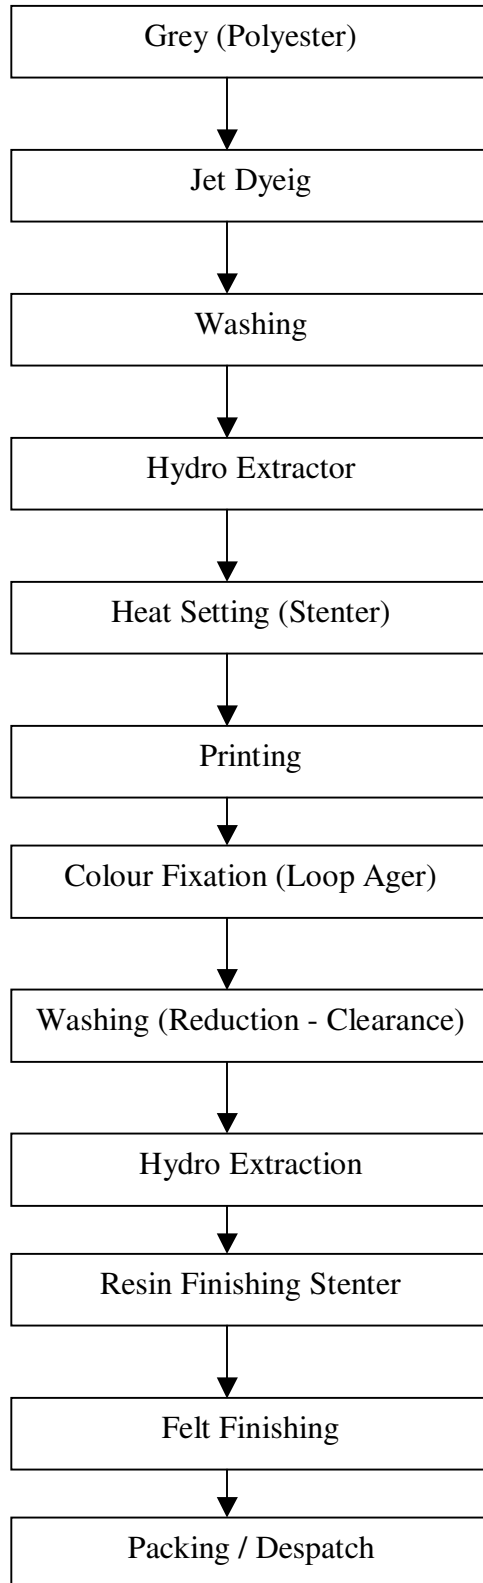 Grey (Polyester)
Jet Dyeig
Washing
Hydro Extractor
Heat Setting (Stenter)
Printing
Colour Fixation (Loop Ager)
Washing (Reduction - Clearance)
Hydro Extraction
Resin Finishing Stenter
Felt Finishing
Packing / Despatch